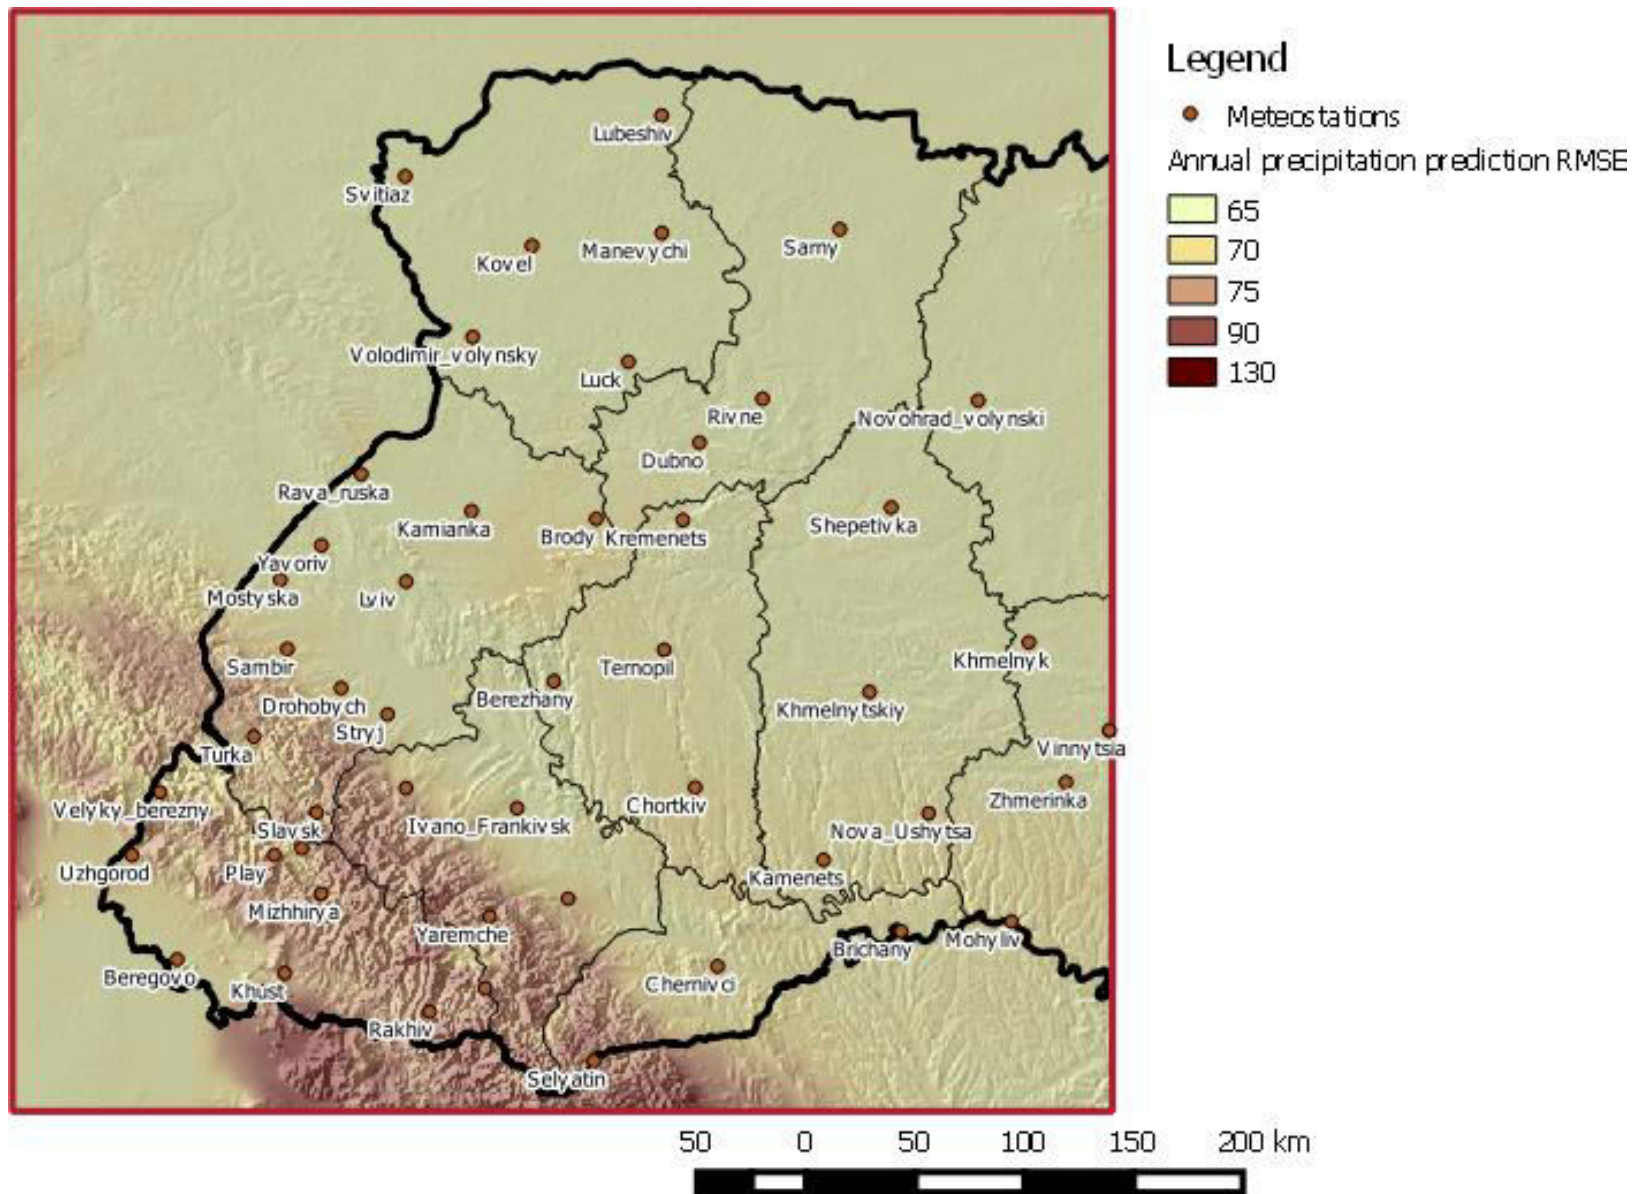 Legend
Meteostations
Annual precipitation prediction RMSE
65
70
75
90
130
Lubeshiv
Svitiaz
Kovel
Manevychi
Sarny
Volodimir_volynsky
Luck
Rivne
Novohrad_volynski
Dubno
Rava_ruska
Kamianka
Brody
Kremenets
Shepetivka
Yavoriv
Mostyska
Lviv
Sambir
Ternopil
Khmelnyk
Drohobych
Berezhany
Khmelnytskiy
Stryj
Turka
Vinnytsia
Velyky_berezny
Slavsk
Ivano_Frankivsk
Chortkiv
Zhmerinka
Nova_Ushytsa
Uzhgorod
Play
Kamenets
Mizhhirya
Yaremche
Brichany
Mohyliv
Beregovo
Khust
Chernivci
Rakhiv
Selyatin
50 0 50 100 150 200 km